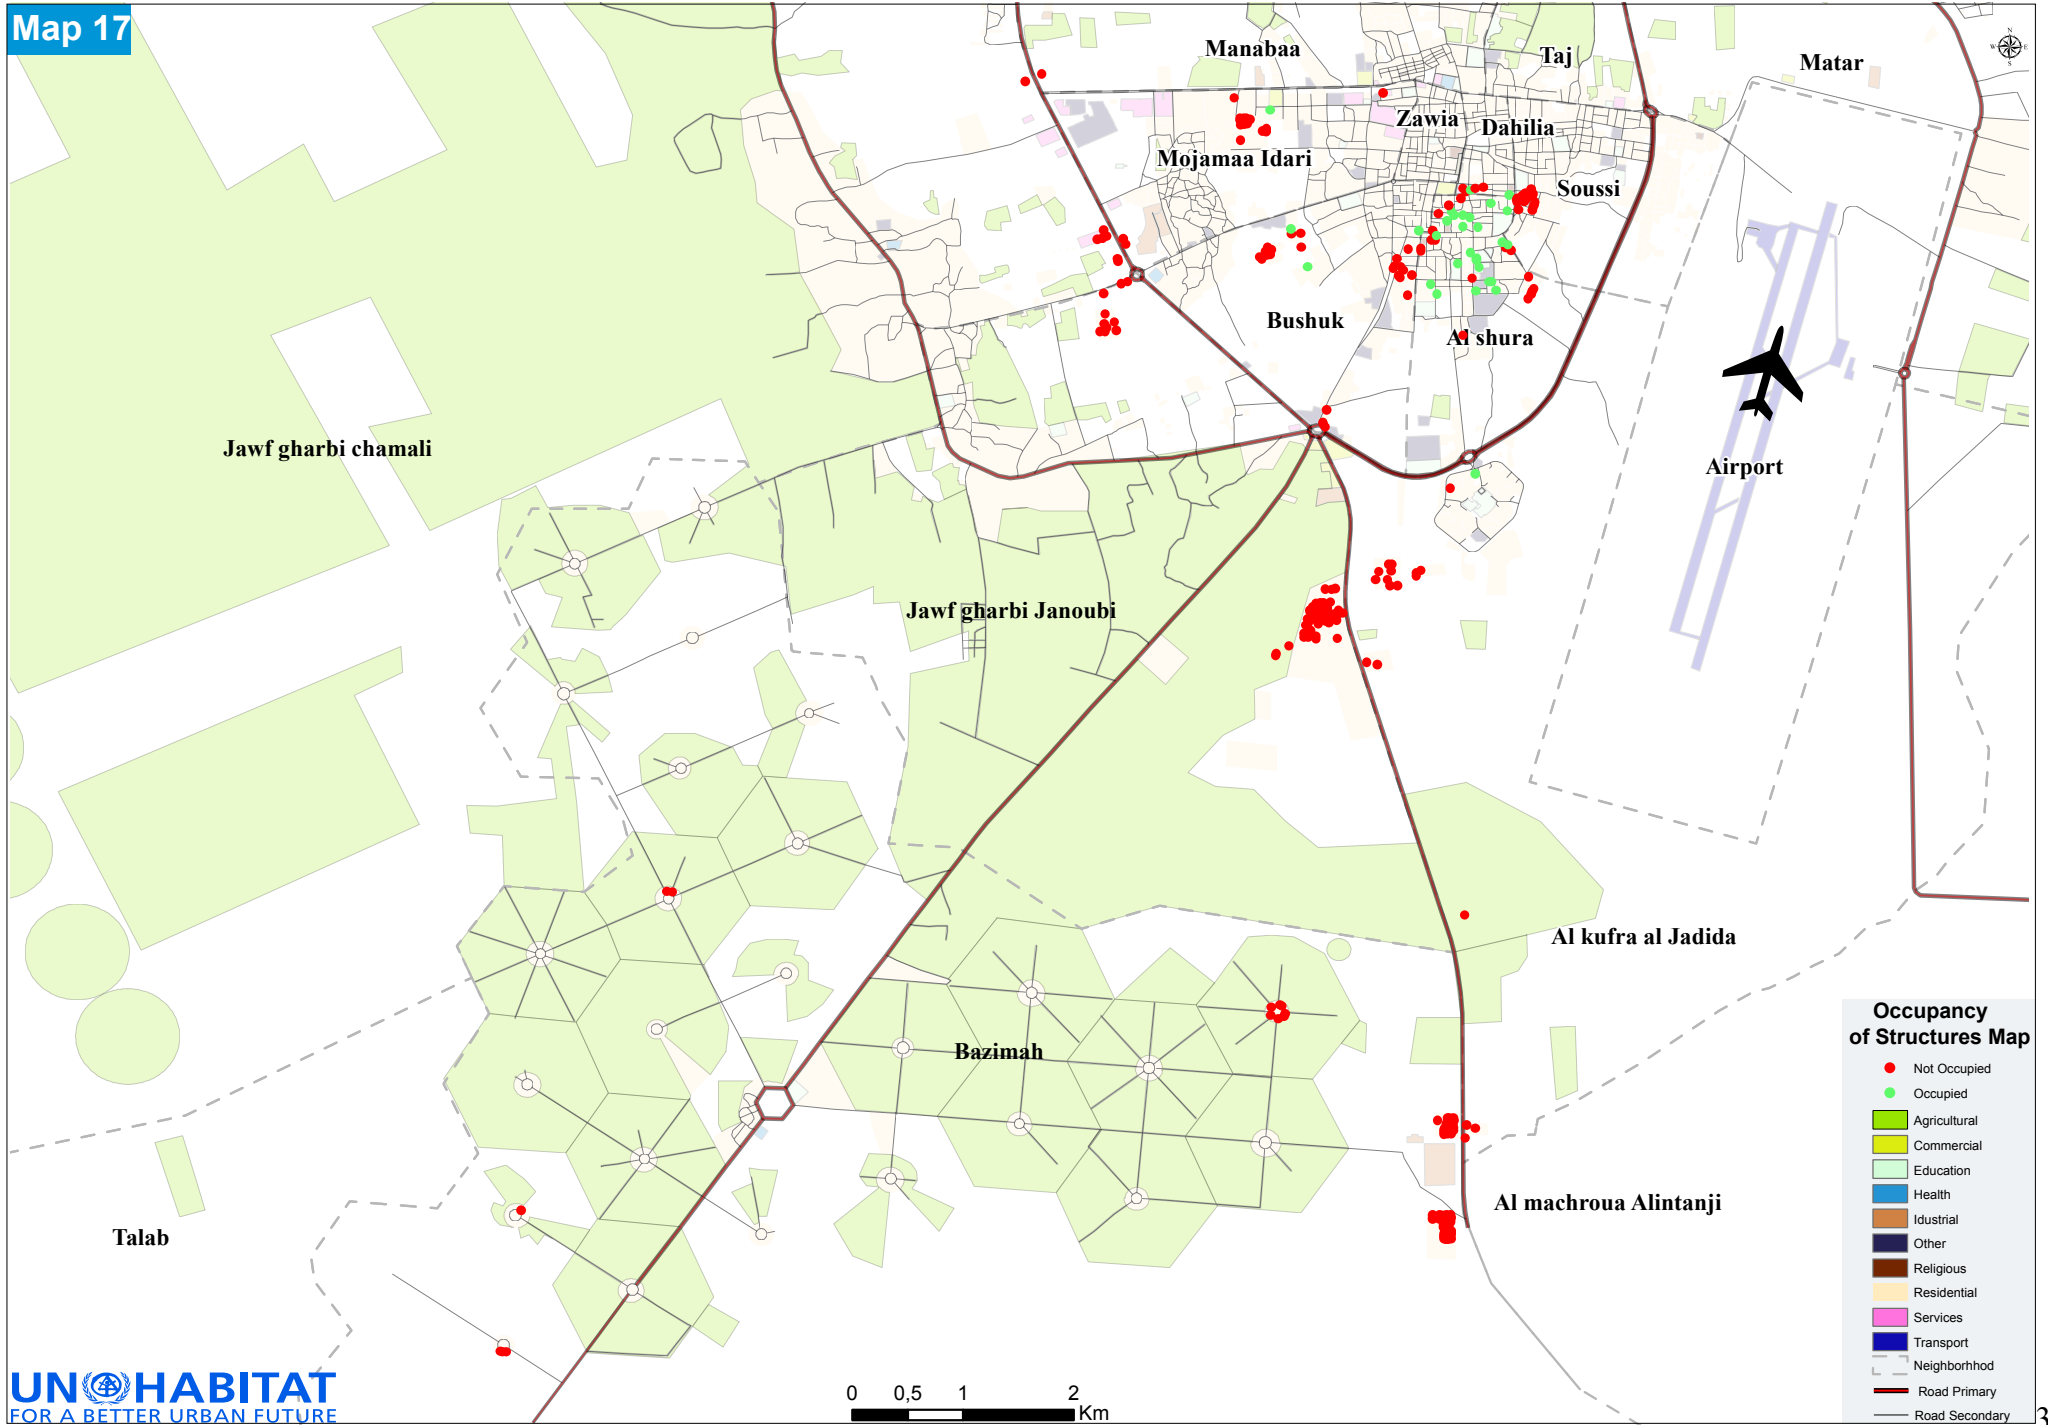 Map 17
Manabaa
Taj
Matar
N
W
E
S
Zawia
Dahilia
Mojamaa Idari
Soussi
Bushuk
Al shura
Jawf gharbi chamali
Airport
Jawf gharbi Janoubi
Al kufra al Jadida
Bazimah
Al machroua Alintanji
Talab
Occupancy
of Structures Map
Not Occupied
Occupied
Agricultural
Commercial
Education
Health
Idustrial
Other
Religious
Residential
Services
Transport
Neighborhhod
Road Primary
Road Secondary
UN HABITAT
FOR A BETTER URBAN FUTURE
0 0,5 1 2
Km
3